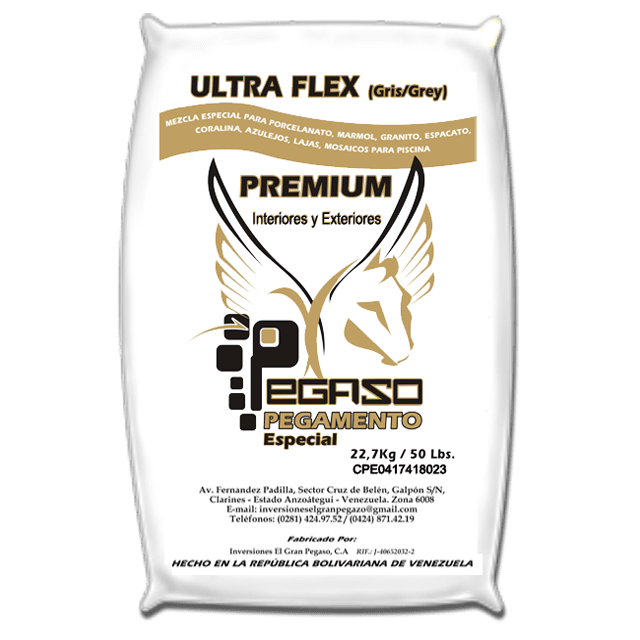 ULTRA FLEX (Gris/Grey)
MEZCLA ESPECIAL PARA PORCELANATO, MARMOL, GRANITO, ESPACATO,
CORALINA, AZULEJOS, LAJAS, MOSAICOS PARA PISCINA
PREMIUM
Interiores y Exteriores
PEGASO
PEGAMENTO
Especial
22,7Kg / 50 Lbs.
CPE0417418023
Av. Fernandez Padilla, Sector Cruz de Belén, Galpón S/N,
Clarines - Estado Anzoátegui - Venezuela. Zona 6008
E-mail: inversioneselgranpegazo@gmail.com
Teléfonos: (0281) 424.97.52 / (0424) 871.42.19
Fabricado Por:
Inversiones El Gran Pegaso, C.A RIF.: J-40652032-2
HECHO EN LA REPÚBLICA BOLIVARIANA DE VENEZUELA